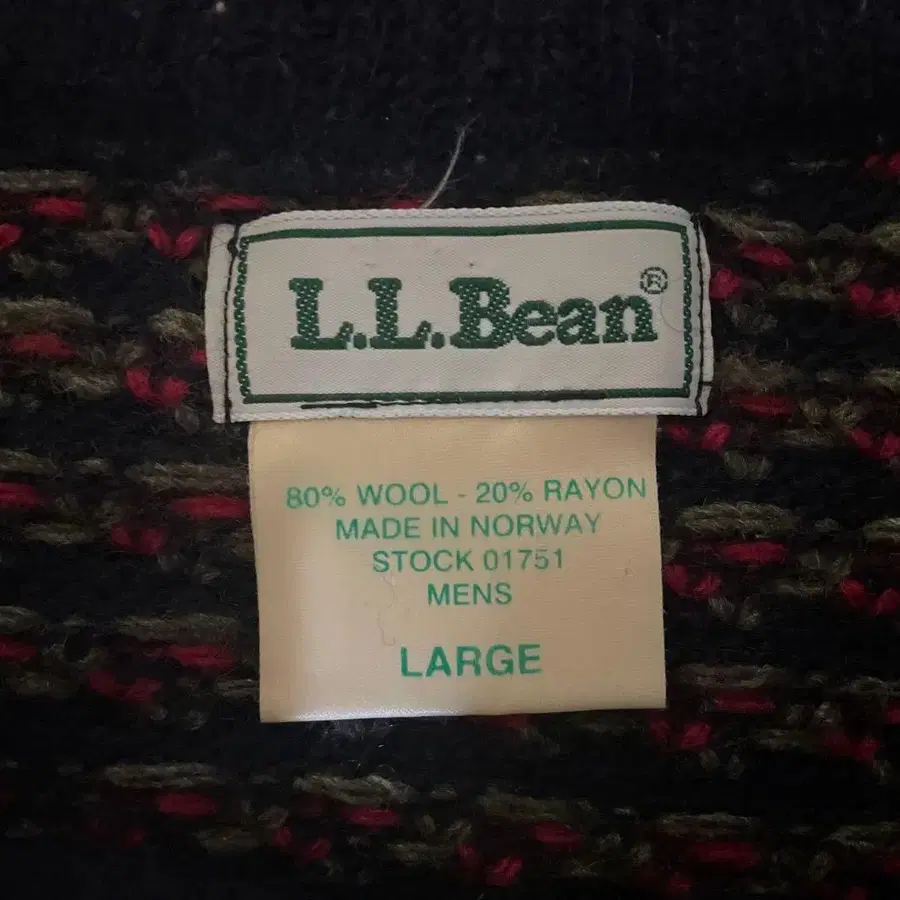 L.L.Bean®
80% WOOL - 20% RAYON
MADE IN NORWAY
STOCK 01751
MENS
LARGE